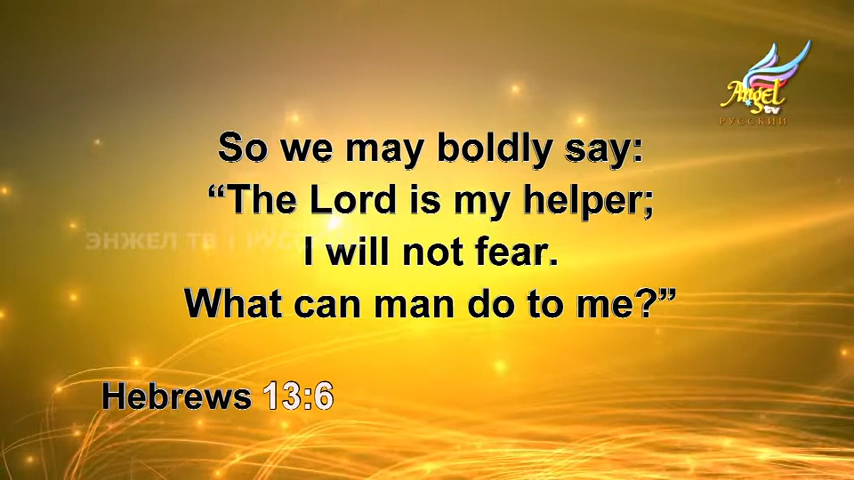 Angel
tv
РУССКИЙ
So we may boldly say:
“The Lord is my helper;
ЭНЖЕЛ ТВ | РУССКИЙ
I will not fear.
What can man do to me?”
Hebrews 13:6